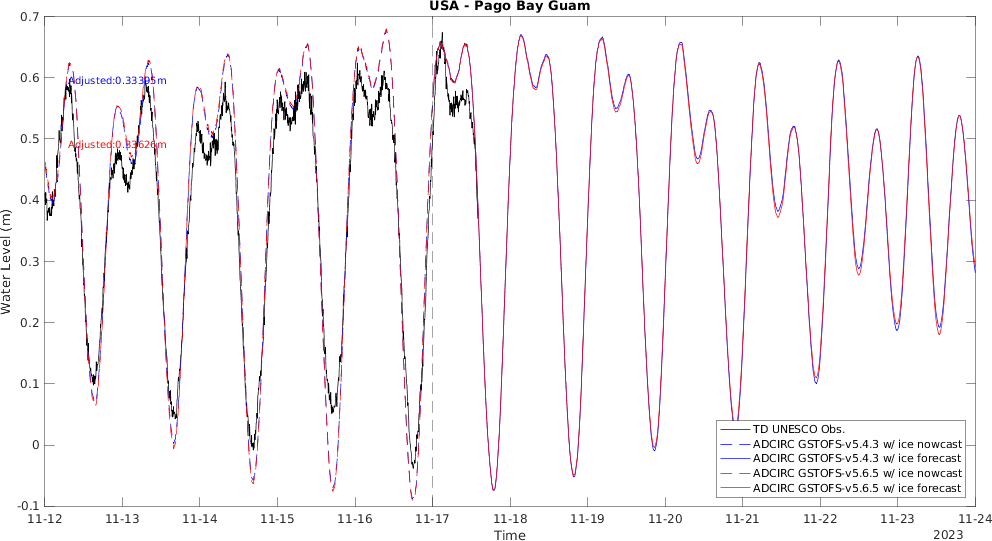 USA - Pago Bay Guam
0.7
0.6
0.5
0.4
0.3
0.2
0.1
0
-0.1
Water Level (m)
Adjusted:0.33395m
Adjusted:0.33626m
TD UNESCO Obs.
ADCIRC GSTOFS-v5.4.3 w/ ice nowcast
ADCIRC GSTOFS-v5.4.3 w/ ice forecast
ADCIRC GSTOFS-v5.6.5 w/ ice nowcast
ADCIRC GSTOFS-v5.6.5 w/ ice forecast
11-12 11-13 11-14 11-15 11-16 11-17 11-18 11-19 11-20 11-21 11-22 11-23 11-24
Time
2023